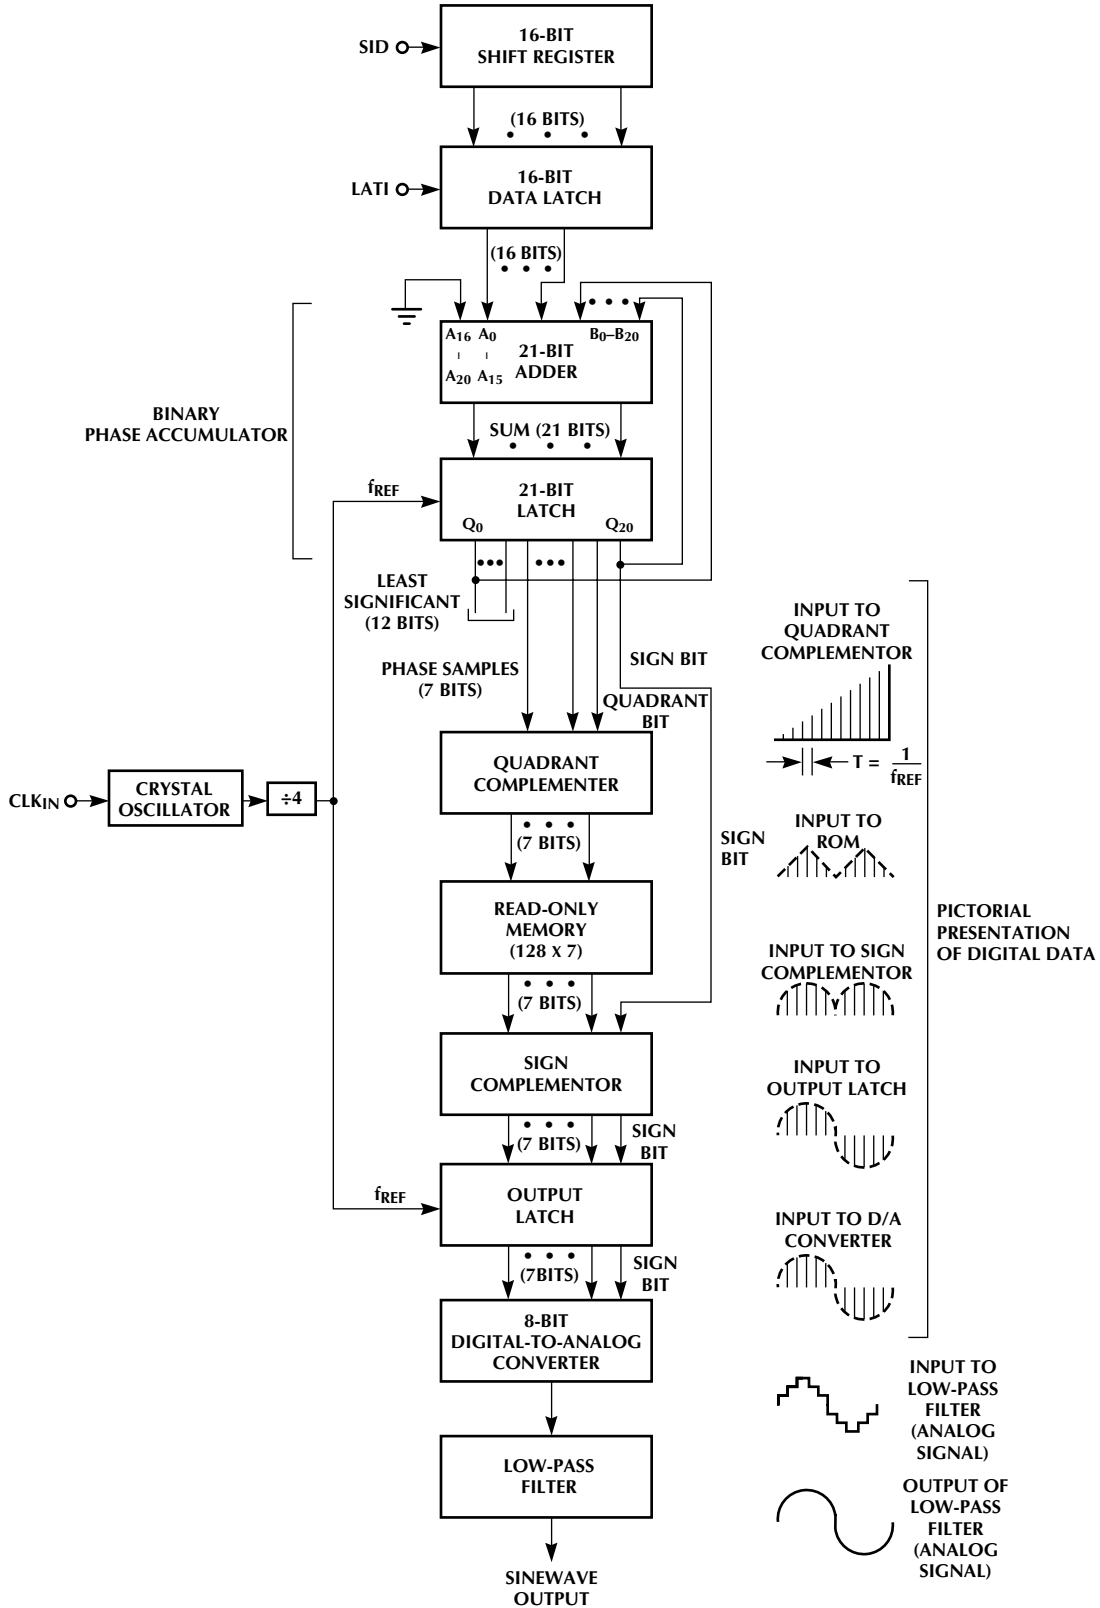 16-BIT
SHIFT REGISTER
SID
(16 BITS)
16-BIT
DATA LATCH
LATI
(16 BITS)
A16 A0
B0–B20
21-BIT
ADDER
A20 A15
BINARY
PHASE ACCUMULATOR
SUM (21 BITS)
21-BIT
LATCH
fREF
Q0
Q20
LEAST
SIGNIFICANT
(12 BITS)
PHASE SAMPLES
(7 BITS)
SIGN BIT
QUADRANT
BIT
INPUT TO
QUADRANT
COMPLEMENTOR
T = 1
fREF
QUADRANT
COMPLEMENTER
CLKIN
CRYSTAL
OSCILLATOR
÷4
(7 BITS)
SIGN
BIT
INPUT TO
ROM
READ-ONLY
MEMORY
(128 X 7)
PICTORIAL
PRESENTATION
OF DIGITAL DATA
INPUT TO SIGN
COMPLEMENTOR
(7 BITS)
SIGN
COMPLEMENTOR
INPUT TO
OUTPUT LATCH
(7 BITS)
SIGN
BIT
OUTPUT
LATCH
fREF
INPUT TO D/A
CONVERTER
(7BITS)
SIGN
BIT
8-BIT
DIGITAL-TO-ANALOG
CONVERTER
INPUT TO
LOW-PASS
FILTER
(ANALOG
SIGNAL)
LOW-PASS
FILTER
OUTPUT OF
LOW-PASS
FILTER
(ANALOG
SIGNAL)
SINEWAVE
OUTPUT